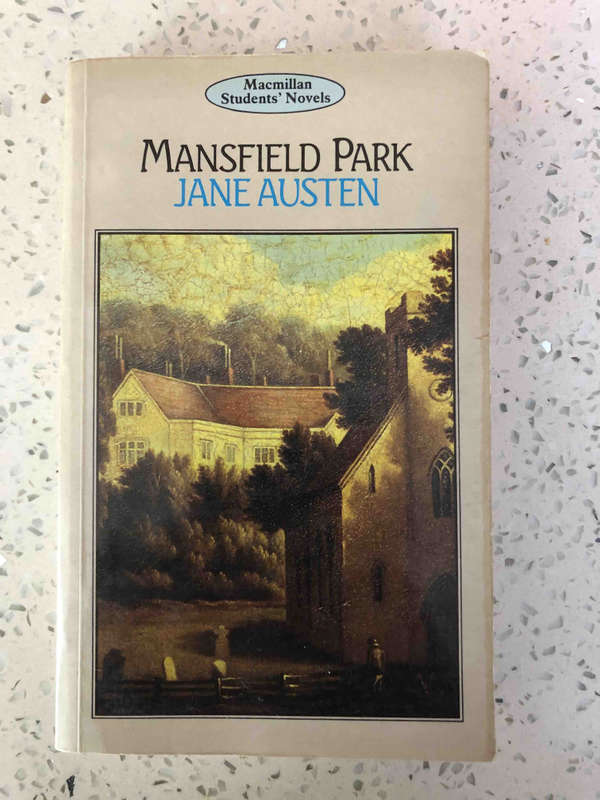 Macmillan
Students' Novels
MANSFIELD PARK
JANE AUSTEN